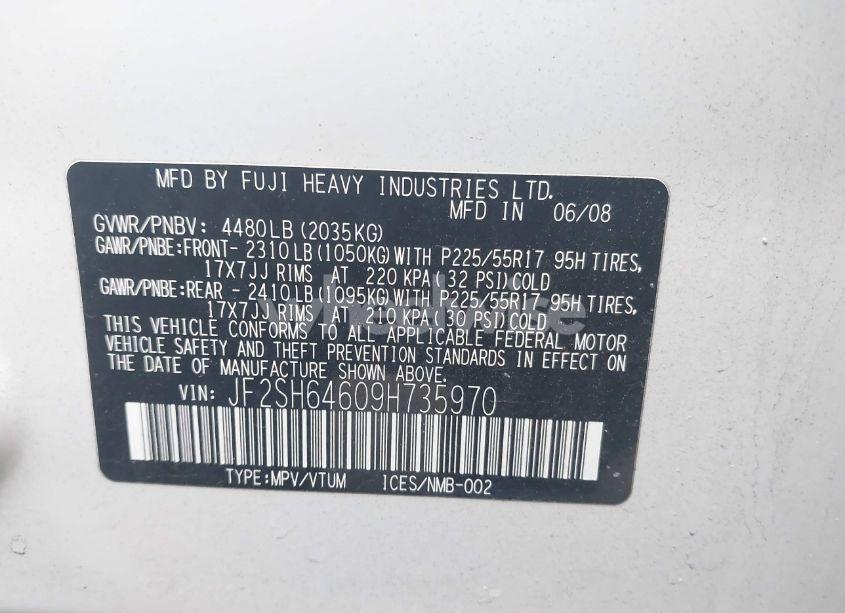 MFD BY FUJI HEAVY INDUSTRIES LTD.
MFD IN 06/08
GVWR/PNBV: 4480LB (2035KG)
GAWR/PNBE:FRONT- 2310LB (1050KG) WITH P225/55R17 95H TIRES,
17X7JJ RIMS AT 220 KPA (32 PSI) COLD
GAWR/PNBE:REAR - 2410LB (1095KG) WITH P225/55R17 95H TIRES,
17X7JJ RIMS AT 210 KPA (30 PSI) COLD
THIS VEHICLE CONFORMS TO ALL APPLICABLE FEDERAL MOTOR
VEHICLE SAFETY AND THEFT PREVENTION STANDARDS IN EFFECT ON
THE DATE OF MANUFACTURE SHOWN ABOVE.
VIN: JF2SH64609H735970
TYPE:MPV/VTUM ICES/NMB-002